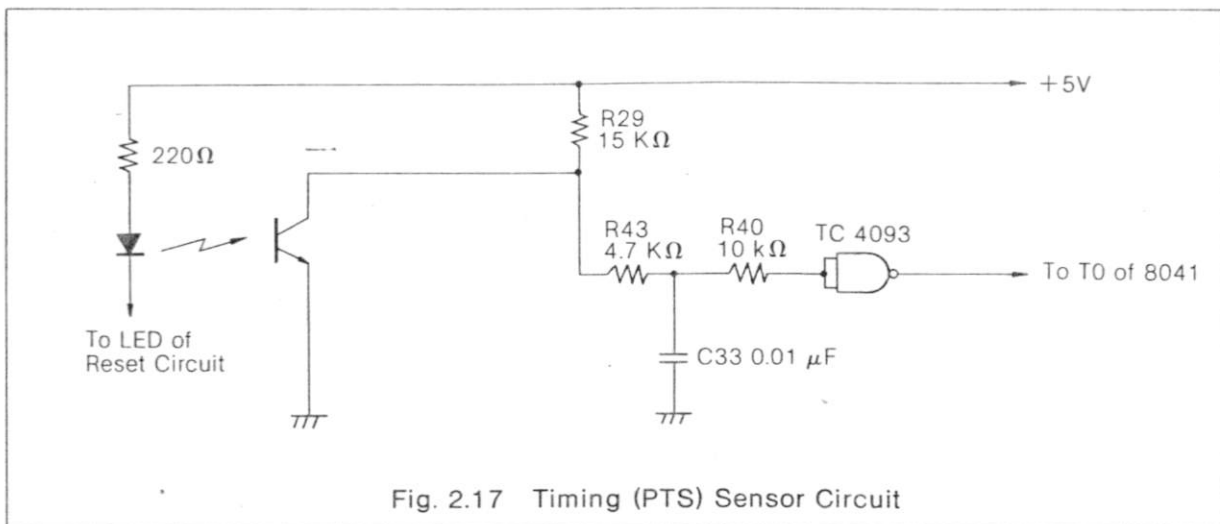 +5V
R29
15 KΩ
220Ω
R43
4.7 KΩ
R40
10 kΩ
TC 4093
To T0 of 8041
To LED of
Reset Circuit
C33 0.01 μF
Fig. 2.17 Timing (PTS) Sensor Circuit